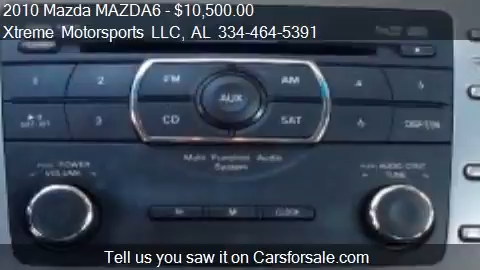 2010 Mazda MAZDA6 - $10,500.00
Xtreme Motorsports LLC, AL 334-464-5391
1 2 FM AM 4 5
AUX
3 CD SAT 6 DISP/TXT
Multi Function Audio
System
POWER
VOLUME
AUDIO CONT
TUNE
CLOCK
Tell us you saw it on Carsforsale.com